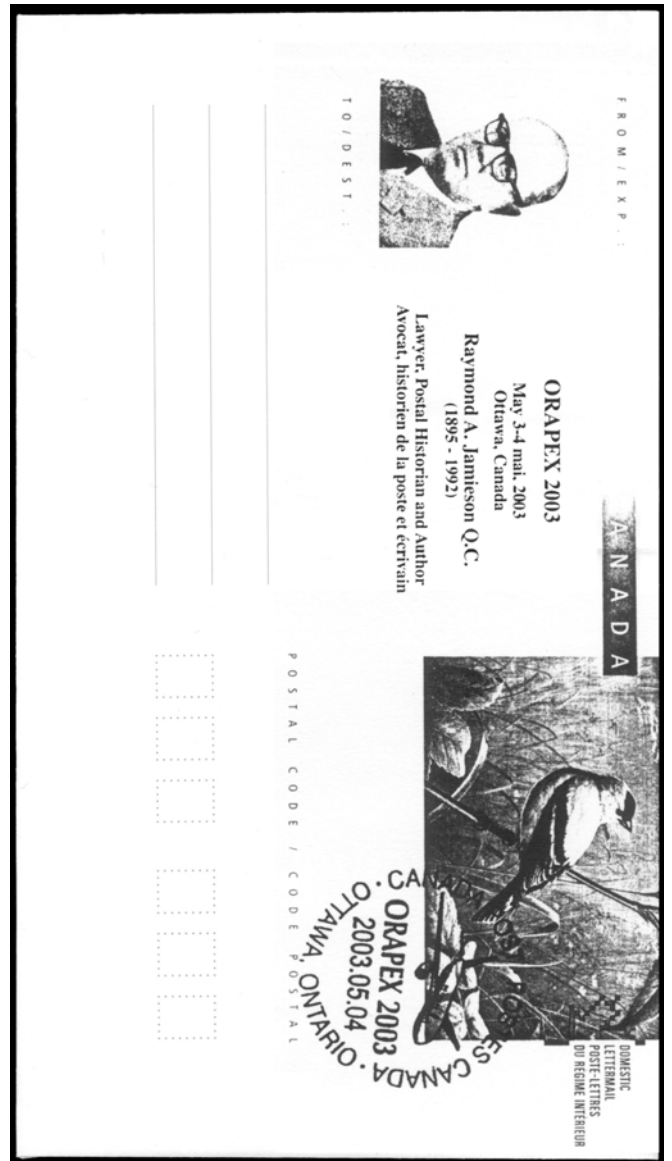 FROM/EXP.:
ORAPEX 2003
May 3-4 mai, 2003
Ottawa, Canada
Raymond A. Jamieson Q.C.
(1895 - 1992)
Lawyer, Postal Historian and Author
Avocat, historien de la poste et écrivain
TO/DEST.:
ANADA
DOMESTIC
LETTERMAIL
POSTE-LETTRES
DU RÉGIME INTÉRIEUR
ORAPEX 2003
2003.05.04
OTTAWA, ONTARIO
POSTES CANADA
POSTAL CODE / CODE POSTAL